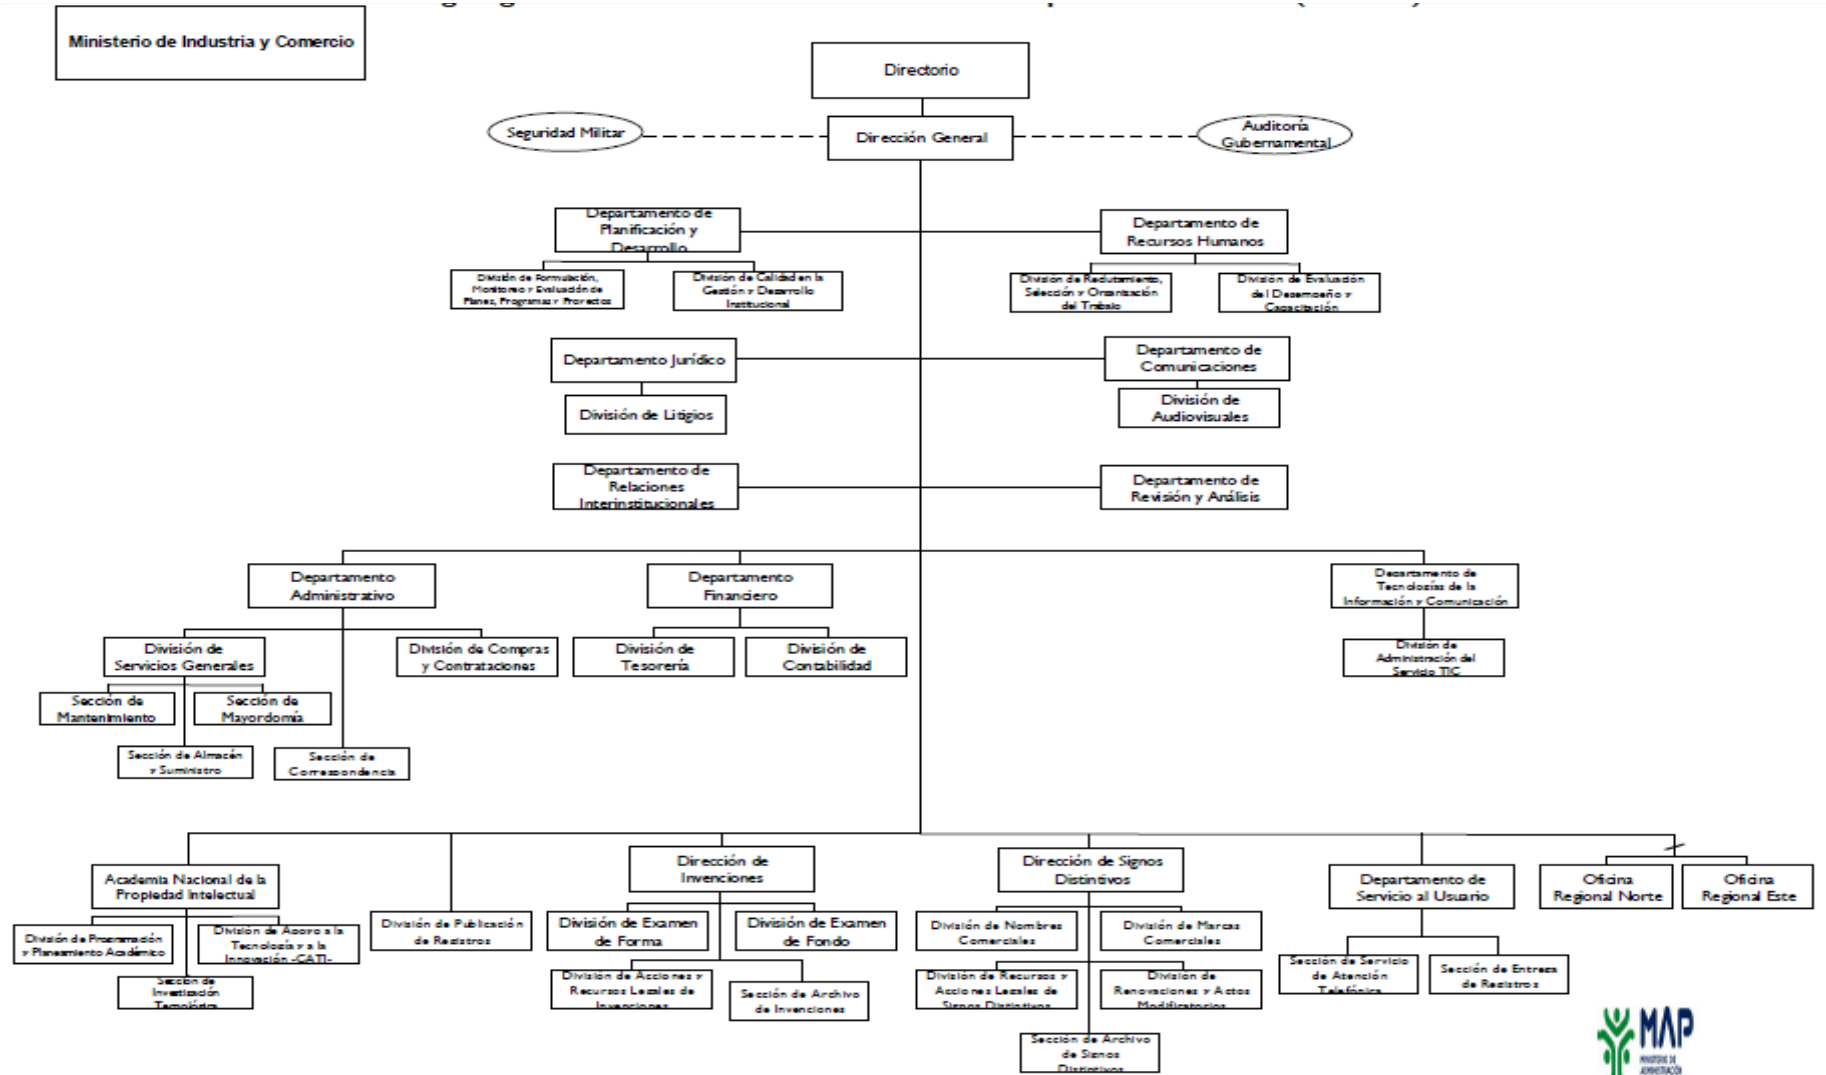 Ministerio de Industria y Comercio
Directorio
Seguridad Militar
Dirección General
Auditoría
Gubernamental
Departamento de
Planificación y
Desarrollo
Departamento de
Recursos Humanos
División de Formulación,
Monitoreo y Evaluación de
Planes, Programas y Proyectos
División de Calidad en la
Gestión y Desarrollo
Institucional
División de Reclutamiento,
Selección y Organización
del Trabajo
División de Evaluación
del Desempeño y
Capacitación
Departamento Jurídico
Departamento de
Comunicaciones
División de Litigios
División de
Audiovisuales
Departamento de
Relaciones
Interinstitucionales
Departamento de
Revisión y Análisis
Departamento
Administrativo
Departamento
Financiero
Departamento de
Tecnologías de la
Información y Comunicación
División de
Servicios Generales
División de Compras
y Contrataciones
División de
Tesorería
División de
Contabilidad
División de
Administración del
Servicio TIC
Sección de
Mantenimiento
Sección de
Mayordomía
Sección de Almacén
y Suministro
Sección de
Correspondencia
Academia Nacional de la
Propiedad Intelectual
Dirección de
Invenciones
Dirección de Signos
Distintivos
Departamento de
Servicio al Usuario
Oficina
Regional Norte
Oficina
Regional Este
División de Programación
y Planeamiento Académico
División de Apoyo a la
Tecnología y a la
Innovación -CATI-
Sección de
Investigación
Tecnológica
División de Publicación
de Registros
División de Examen
de Forma
División de Examen
de Fondo
División de Acciones y
Recursos Legales de
Invenciones
Sección de Archivo
de Invenciones
División de Nombres
Comerciales
División de Marcas
Comerciales
División de Recursos y
Acciones Legales de
Signos Distintivos
División de
Renovaciones y Actos
Modificatorios
Sección de Archivo
de Signos
Distintivos
Sección de Servicio
de Atención
Telefónica
Sección de Entrega
de Registros
MAP
MINISTERIO DE
ADMINISTRACIÓN